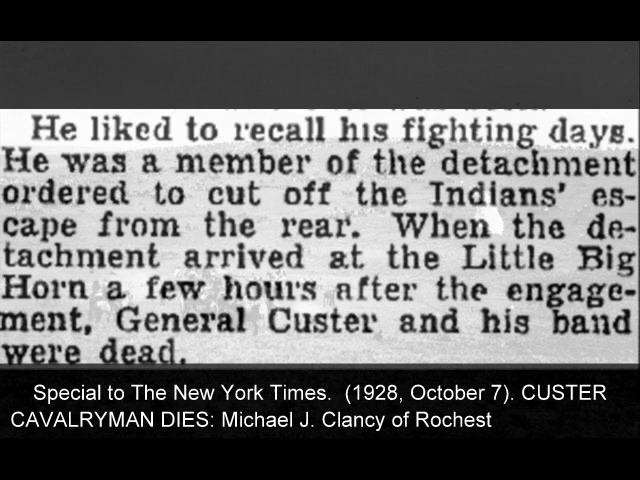 He liked to recall his fighting days.
He was a member of the detachment
ordered to cut off the Indians' es-
cape from the rear. When the de-
tachment arrived at the Little Big
Horn a few hours after the engage-
ment, General Custer and his band
were dead.
Special to The New York Times. (1928, October 7). CUSTER
CAVALRYMAN DIES: Michael J. Clancy of Rochest